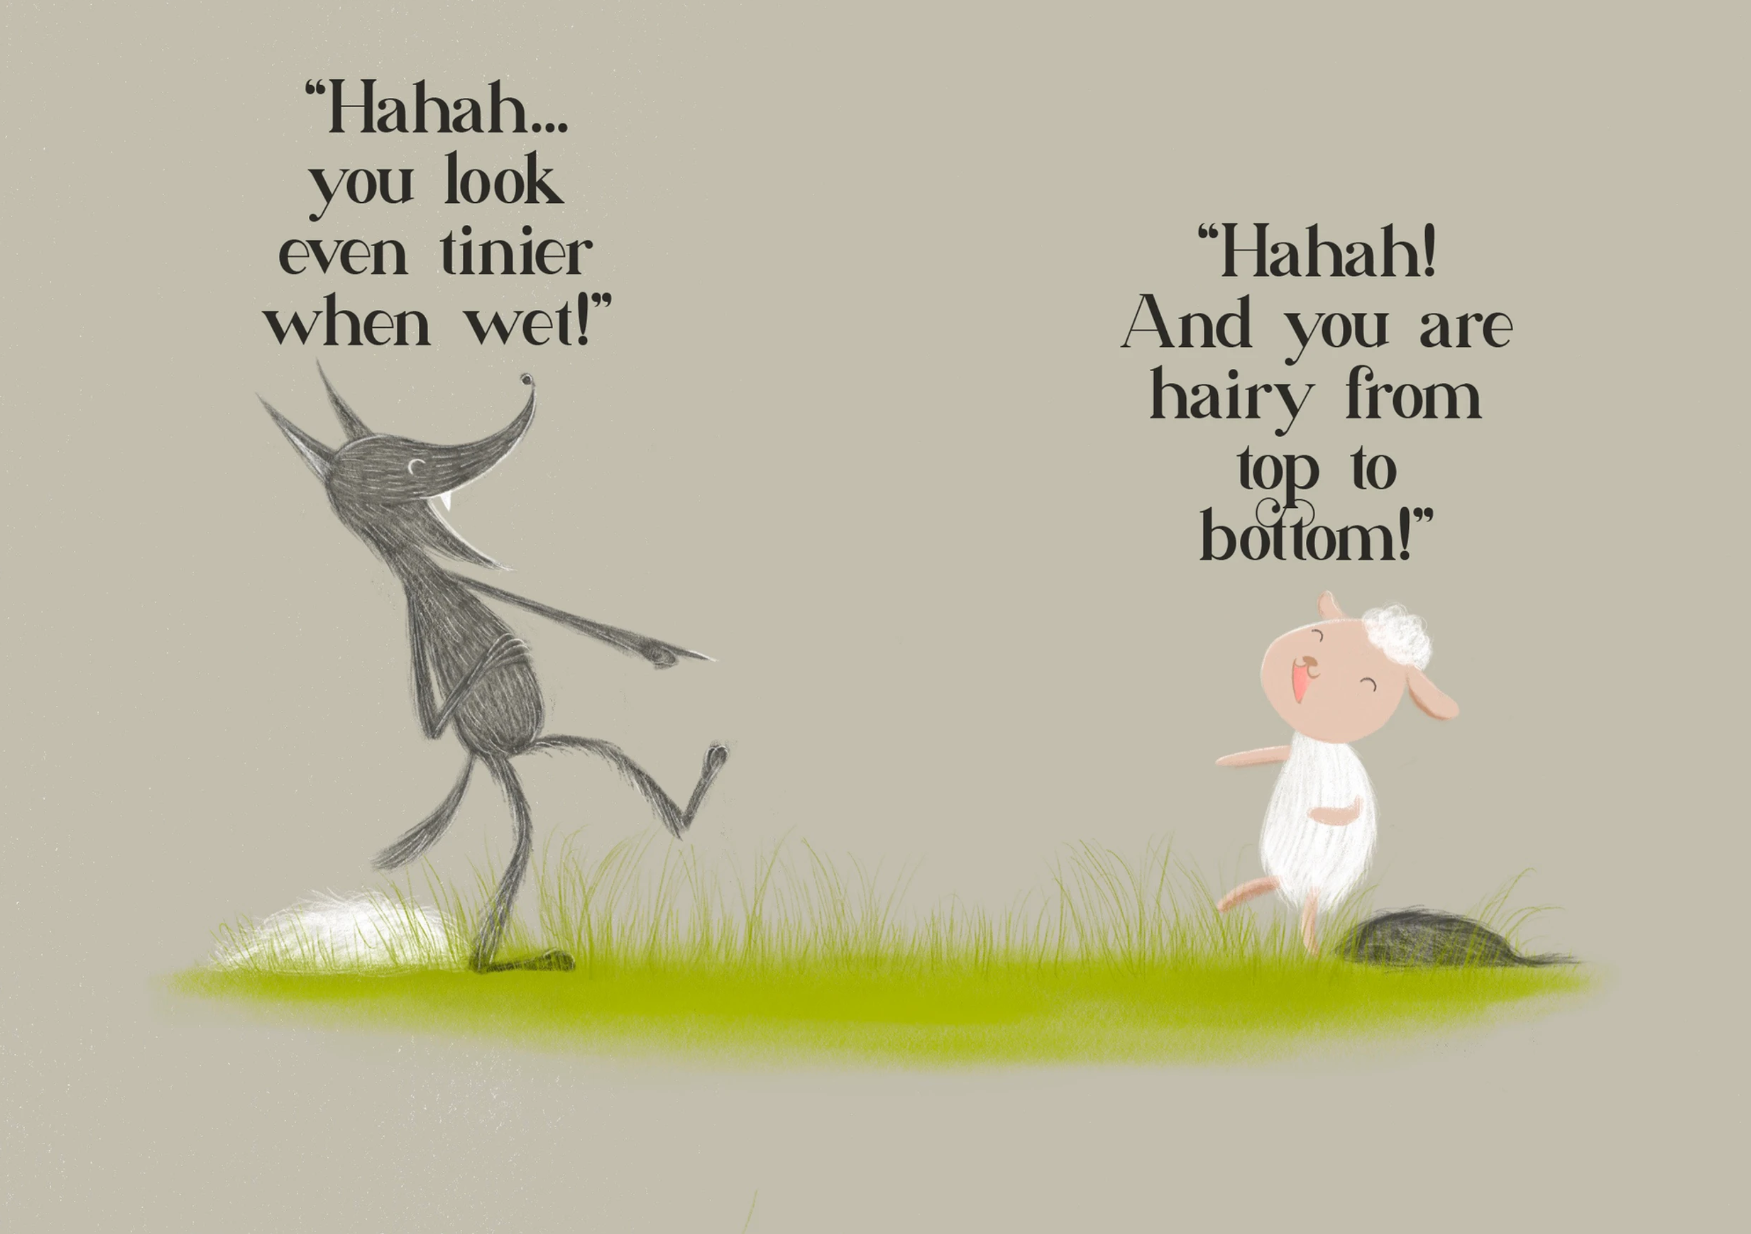 “Hahah...
you look
even tinier
when wet!”
“Hahah!
And you are
hairy from
top to
bottom!”